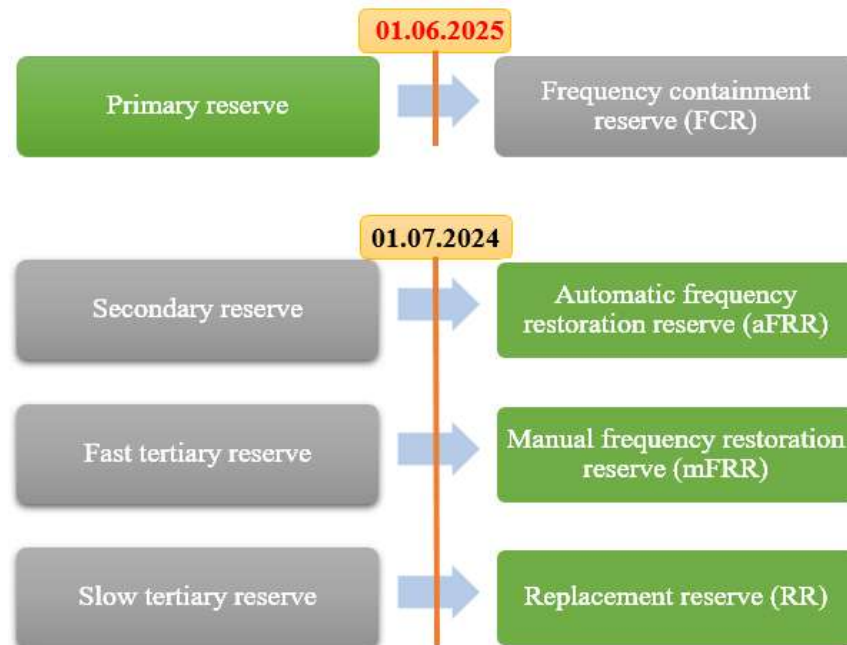 01.06.2025
Primary reserve
Frequency containment
reserve (FCR)
01.07.2024
Secondary reserve
Automatic frequency
restoration reserve (aFRR)
Fast tertiary reserve
Manual frequency restoration
reserve (mFRR)
Slow tertiary reserve
Replacement reserve (RR)